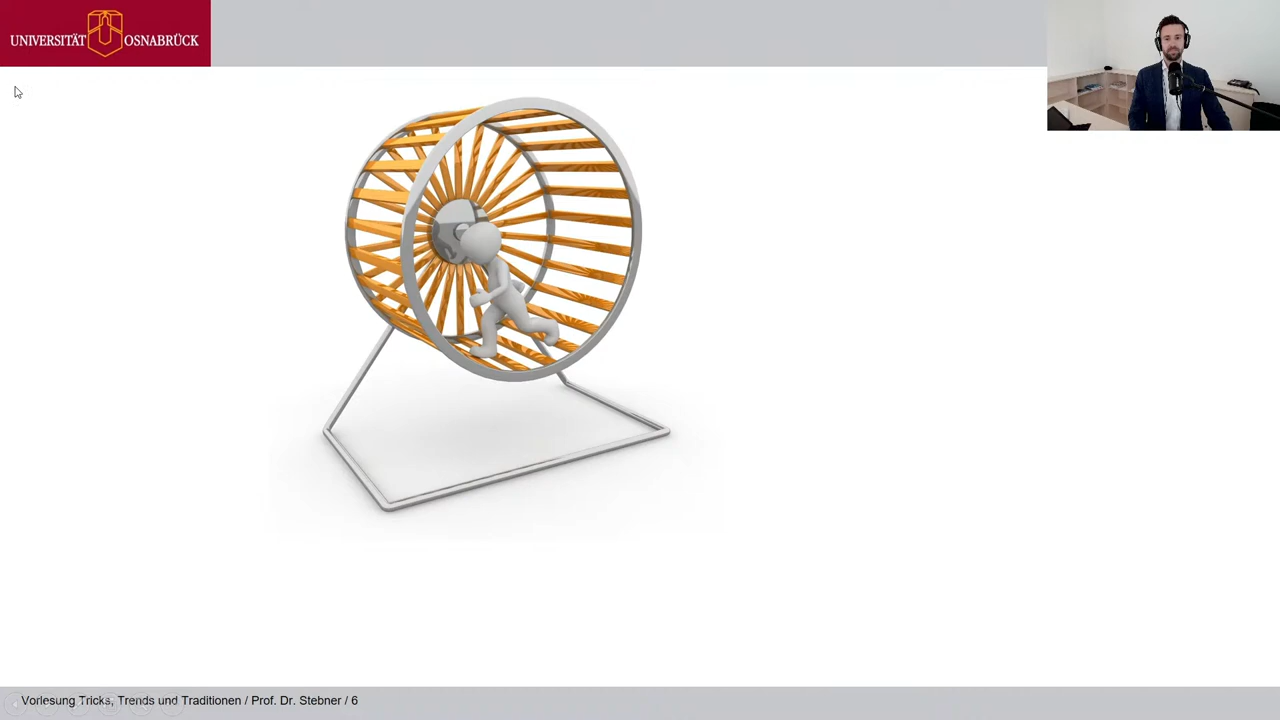 UNIVERSITÄT OSNABRÜCK
Vorlesung Tricks, Trends und Traditionen / Prof. Dr. Stebner / 6